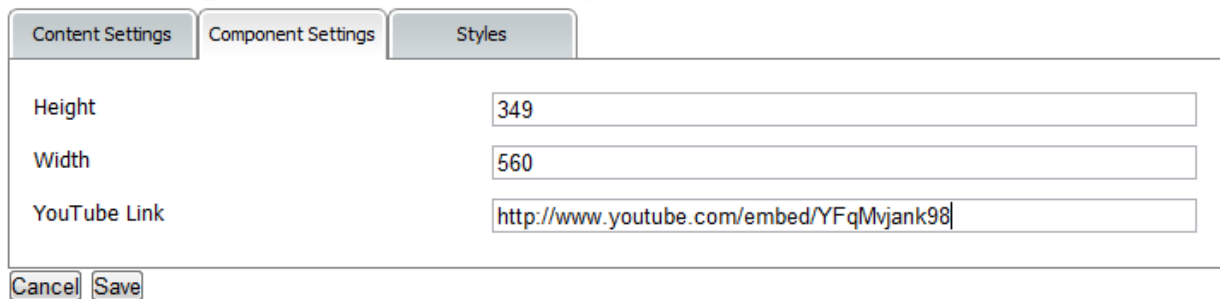 Content Settings Component Settings Styles
Height 349
Width 560
YouTube Link http://www.youtube.com/embed/YFqMvjank98
Cancel Save